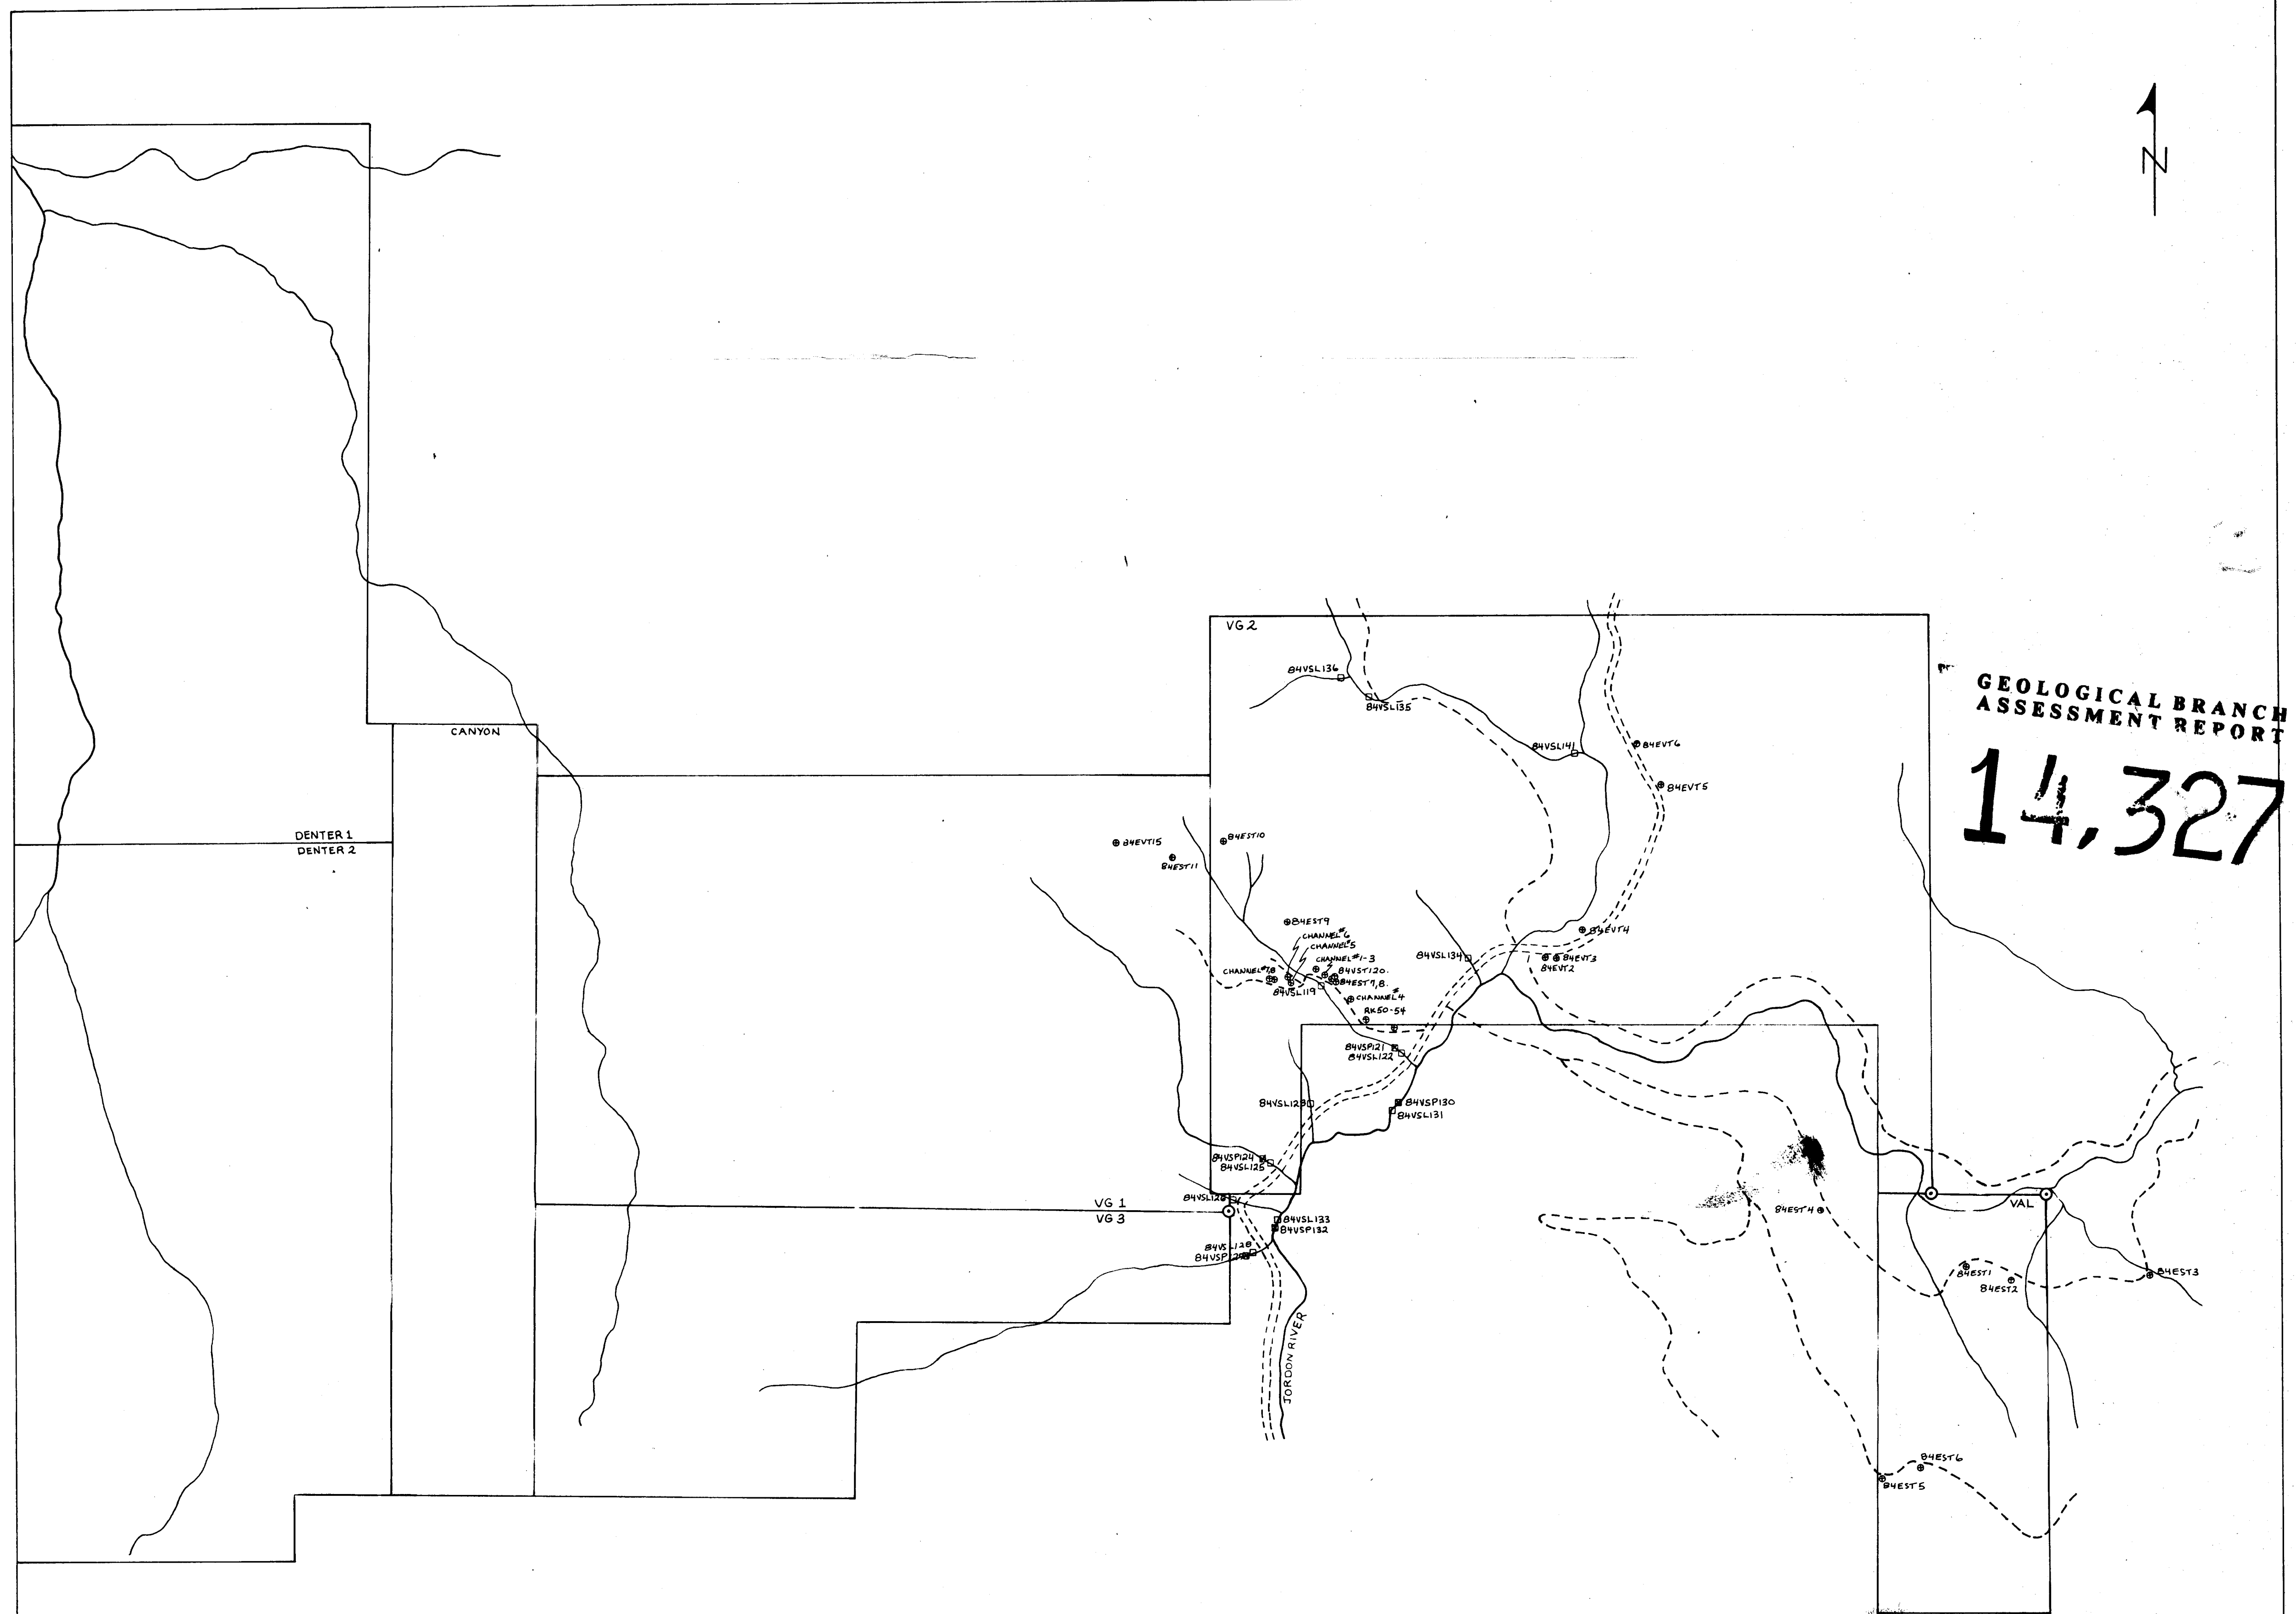 N
VG 2
84VSL136
84VSL135
GEOLOGICAL BRANCH
ASSESSMENT REPORT
14,327
CANYON
84VSL141
84EVT6
84EVT5
DENTER 1
DENTER 2
84EVT15
84EST10
84EST11
84EST9
CHANNEL #6
CHANNEL #5
CHANNEL #1-3
CHANNEL #7,8
84VST120.
84EST7,8.
84VSL119
CHANNEL #4
RK50-54
84VSL134
84EVT4
84EVT3
84EVT2
84VSP121
84VSL122
84VSL123
84VSP130
84VSL131
84VSP124
84VSL125
84VSL126
VG 1
VG 3
84VSL133
84VSP132
84VSL128
VAL
84EST4
84EST1
84EST2
84EST3
JORDON RIVER
84EST6
84EST5